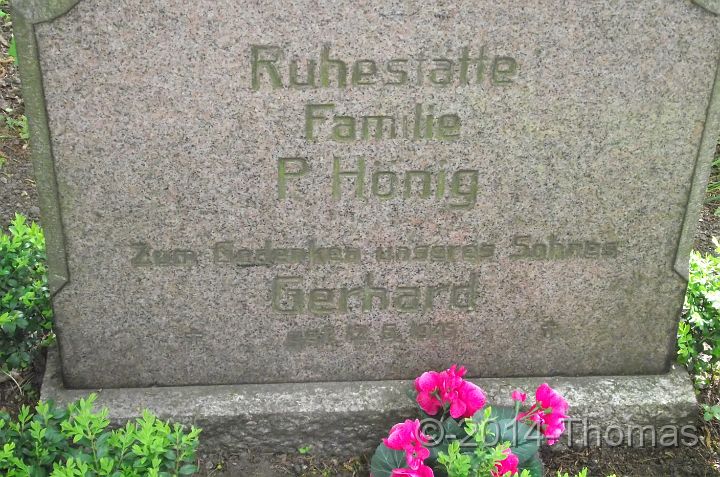 Ruhestätte
Familie
P. Honig
Zum Gedenken unseres Sohnes
Gerhard
© 2014 Thomas